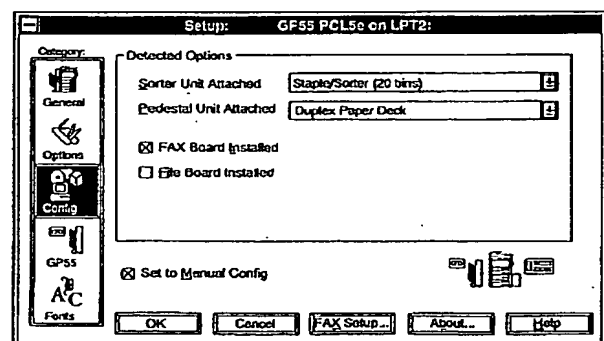 Setup: GF55 PCL5e on LPT2:
Category:
General
Options
Config
GP55
Fonts
Detected Options
Sorter Unit Attached Staple/Sorter (20 bins)
Pedestal Unit Attached Duplex Paper Deck
FAX Board Installed
File Board Installed
Set to Manual Config
OK Cancel FAX Setup... About... Help